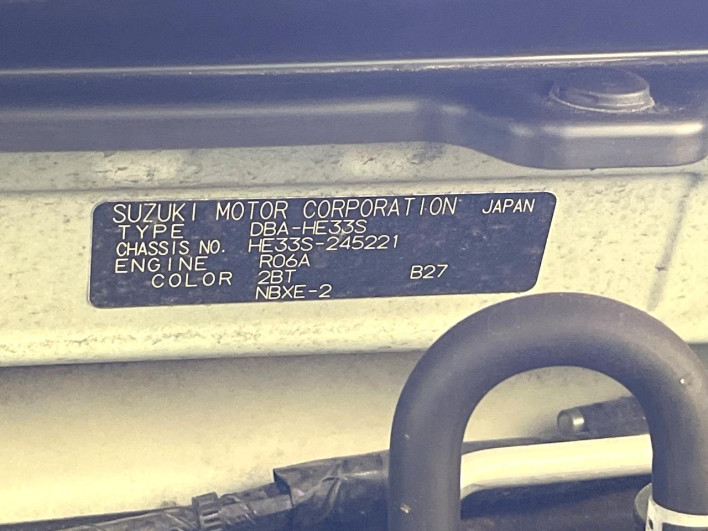 SUZUKI MOTOR CORPORATION JAPAN
TYPE DBA-HE33S
CHASSIS NO. HE33S-245221
ENGINE R06A
COLOR 2BT B27
NBXE-2